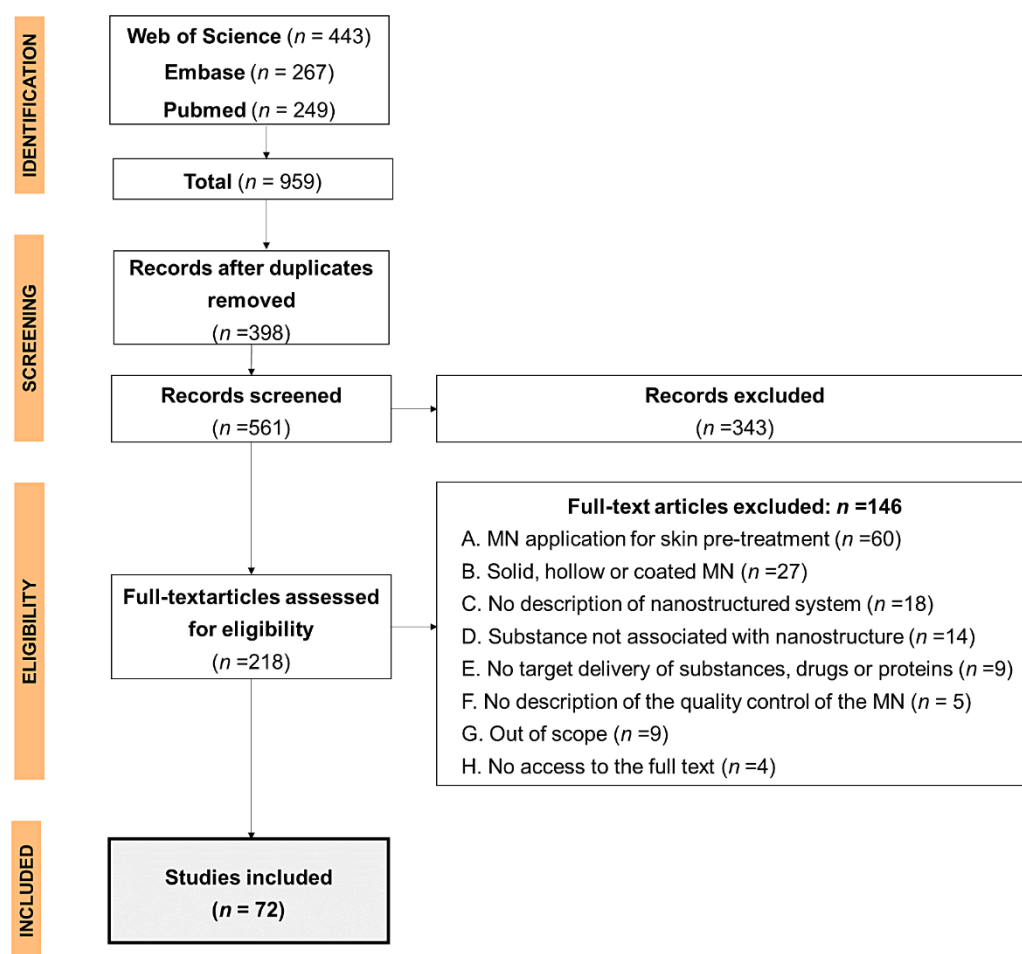 IDENTIFICATION
Web of Science (n = 443)
Embase (n = 267)
Pubmed (n = 249)
Total (n = 959)
SCREENING
Records after duplicates
removed
(n =398)
Records screened
(n =561)
Records excluded
(n =343)
ELIGIBILITY
Full-textarticles assessed
for eligibility
(n =218)
Full-text articles excluded: n =146
A. MN application for skin pre-treatment (n =60)
B. Solid, hollow or coated MN (n =27)
C. No description of nanostructured system (n =18)
D. Substance not associated with nanostructure (n =14)
E. No target delivery of substances, drugs or proteins (n =9)
F. No description of the quality control of the MN (n = 5)
G. Out of scope (n =9)
H. No access to the full text (n =4)
INCLUDED
Studies included
(n = 72)